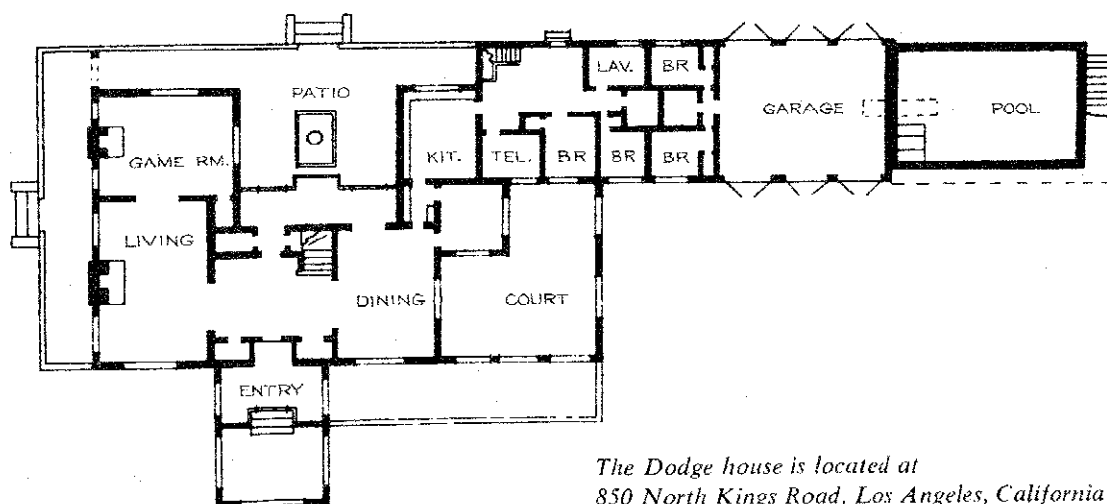 LAV.
BR
PATIO
GARAGE
POOL
GAME RM.
KIT.
TEL.
BR
BR
BR
LIVING
DINING
COURT
ENTRY
The Dodge house is located at
850 North Kings Road, Los Angeles, California